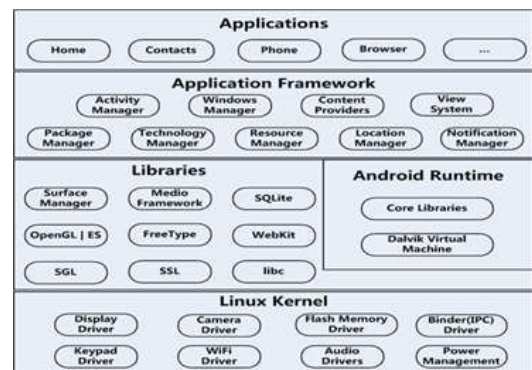 Applications
Home Contacts Phone Browser ...
Application Framework
Activity Manager Windows Manager Content Providers View System
Package Manager Technology Manager Resource Manager Location Manager Notification Manager
Libraries
Surface Manager Medio Framework SQLite
OpenGL | ES FreeType WebKit
SGL SSL libc
Android Runtime
Core Libraries
Dalvik Virtual Machine
Linux Kernel
Display Driver Camera Driver Flash Memory Driver Binder(IPC) Driver
Keypad Driver WiFi Driver Audio Drivers Power Management